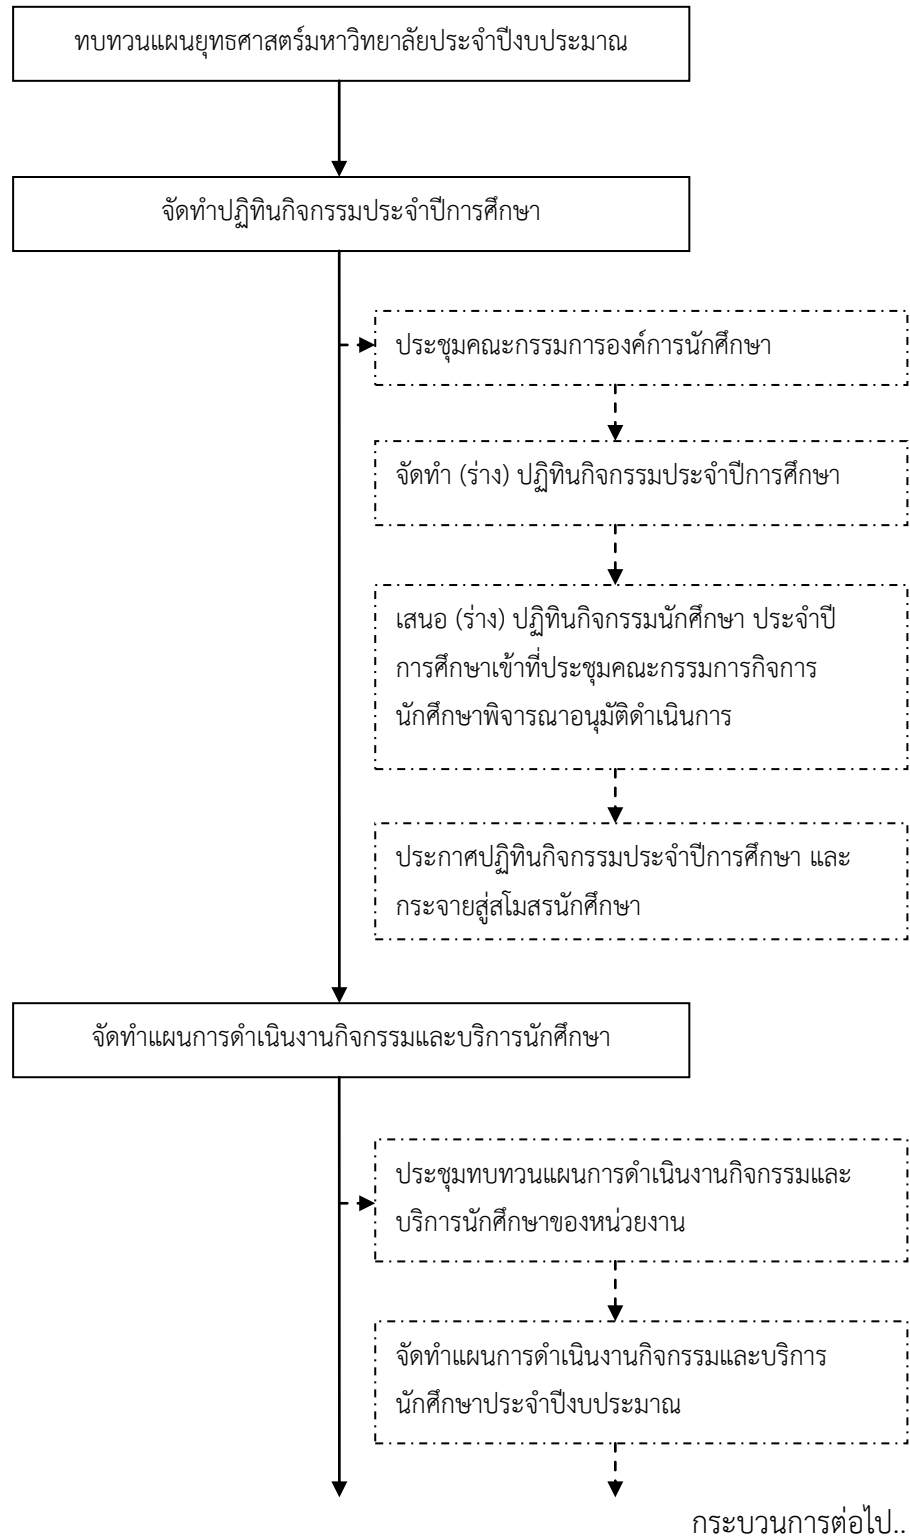 ทบทวนแผนยุทธศาสตร์มหาวิทยาลัยประจำปีงบประมาณ
จัดทำปฏิทินกิจกรรมประจำปีการศึกษา
ประชุมคณะกรรมการองค์การนักศึกษา
จัดทำ (ร่าง) ปฏิทินกิจกรรมประจำปีการศึกษา
เสนอ (ร่าง) ปฏิทินกิจกรรมนักศึกษา ประจำปี
การศึกษาเข้าที่ประชุมคณะกรรมการกิจการ
นักศึกษาพิจารณาอนุมัติดำเนินการ
ประกาศปฏิทินกิจกรรมประจำปีการศึกษา และ
กระจายสู่สโมสรนักศึกษา
จัดทำแผนการดำเนินงานกิจกรรมและบริการนักศึกษา
ประชุมทบทวนแผนการดำเนินงานกิจกรรมและ
บริการนักศึกษาของหน่วยงาน
จัดทำแผนการดำเนินงานกิจกรรมและบริการ
นักศึกษาประจำปีงบประมาณ
กระบวนการต่อไป..